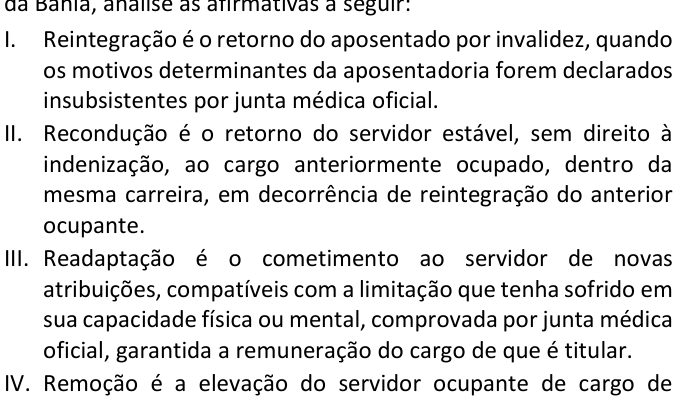 da Bahia, analise as afirmativas a seguir:
I. Reintegração é o retorno do aposentado por invalidez, quando
os motivos determinantes da aposentadoria forem declarados
insubsistentes por junta médica oficial.
II. Recondução é o retorno do servidor estável, sem direito à
indenização, ao cargo anteriormente ocupado, dentro da
mesma carreira, em decorrência de reintegração do anterior
ocupante.
III. Readaptação é o cometimento ao servidor de novas
atribuições, compatíveis com a limitação que tenha sofrido em
sua capacidade física ou mental, comprovada por junta médica
oficial, garantida a remuneração do cargo de que é titular.
IV. Remoção é a elevação do servidor ocupante de cargo de